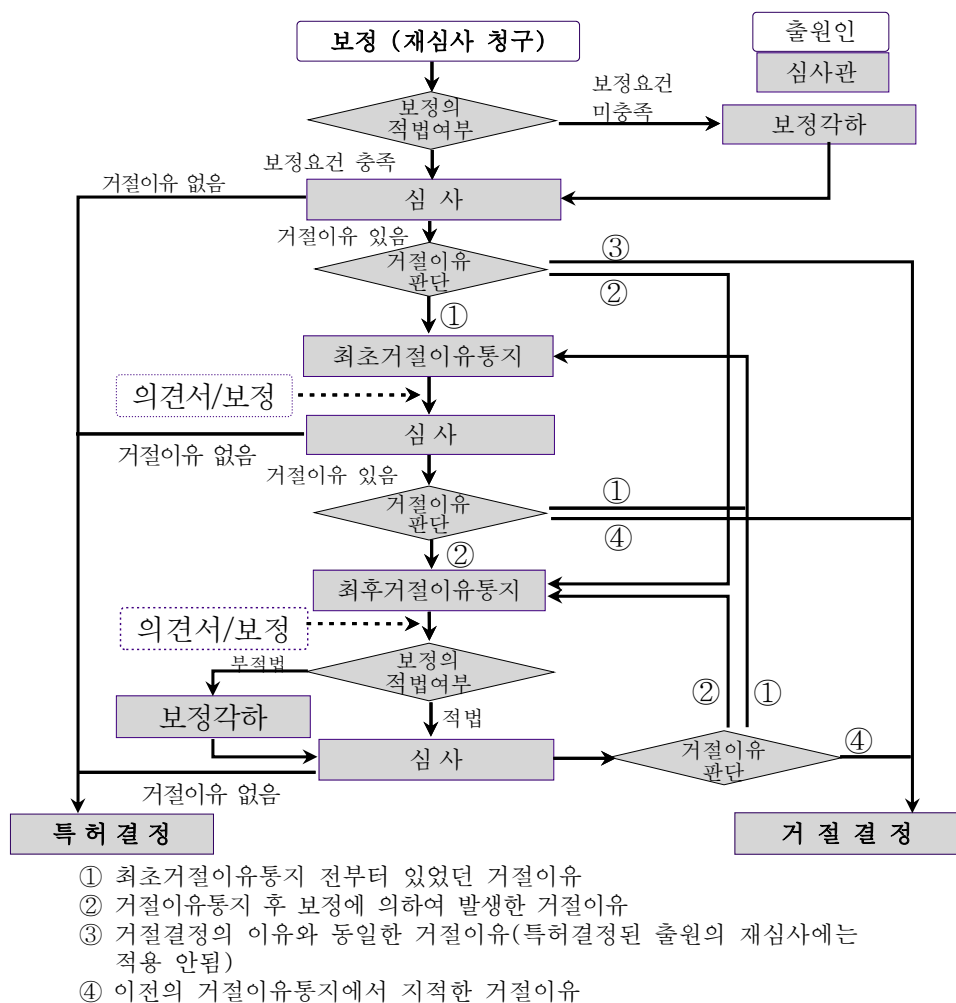 보정 (재심사 청구)
출원인
심사관
보정의
적법여부
보정요건
미충족
보정각하
보정요건 충족
거절이유 없음
심 사
거절이유 있음
거절이유
판단
③
②
①
최초거절이유통지
의견서/보정
심 사
거절이유 없음
거절이유 있음
거절이유
판단
①
④
②
최후거절이유통지
의견서/보정
부적법
보정의
적법여부
②
①
보정각하
적법
심 사
거절이유
판단
④
거절이유 없음
특 허 결 정
거 절 결 정
① 최초거절이유통지 전부터 있었던 거절이유
② 거절이유통지 후 보정에 의하여 발생한 거절이유
③ 거절결정의 이유와 동일한 거절이유(특허결정된 출원의 재심사에는
적용 안됨)
④ 이전의 거절이유통지에서 지적한 거절이유